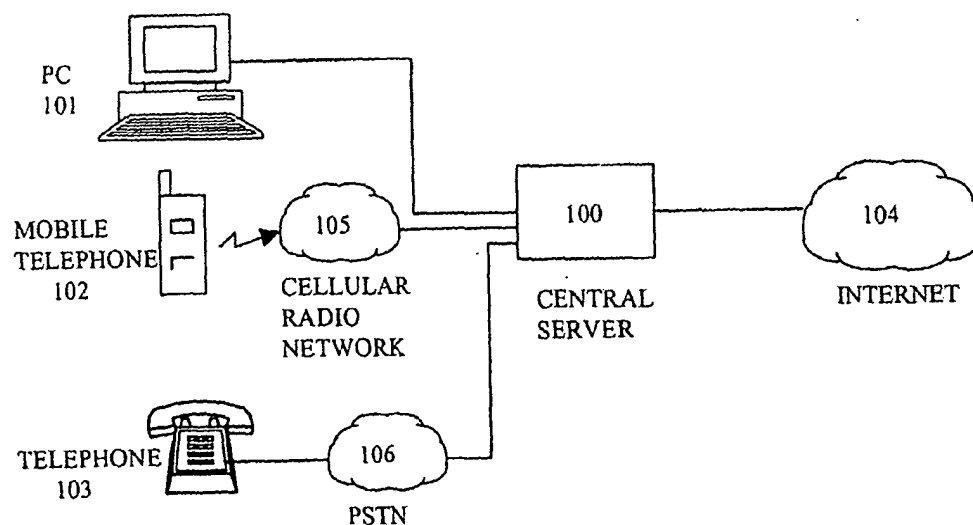 PC
101
MOBILE
TELEPHONE
102
105
CELLULAR
RADIO
NETWORK
100
CENTRAL
SERVER
104
INTERNET
TELEPHONE
103
106
PSTN